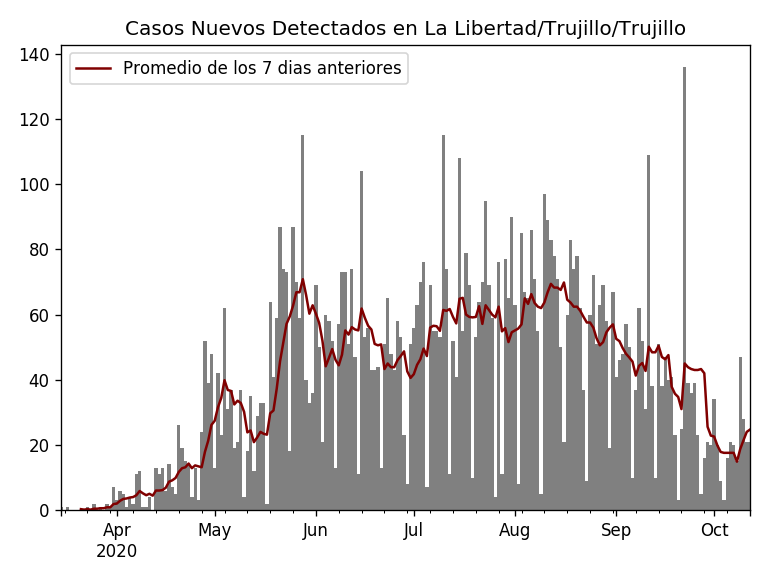 Casos Nuevos Detectados en La Libertad/Trujillo/Trujillo
Promedio de los 7 dias anteriores
140
120
100
80
60
40
20
0
Apr
2020
May
Jun
Jul
Aug
Sep
Oct